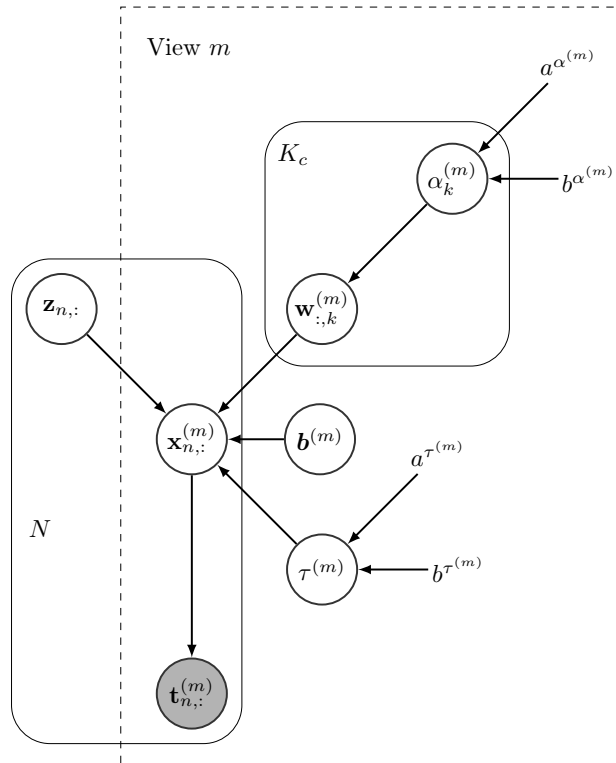 View m
a^{α^{(m)}}
K_c
α_k^{(m)}
b^{α^{(m)}}
z_{n,:}
w_{:,k}^{(m)}
x_{n,:}^{(m)}
b^{(m)}
a^{τ^{(m)}}
N
τ^{(m)}
b^{τ^{(m)}}
t_{n,:}^{(m)}